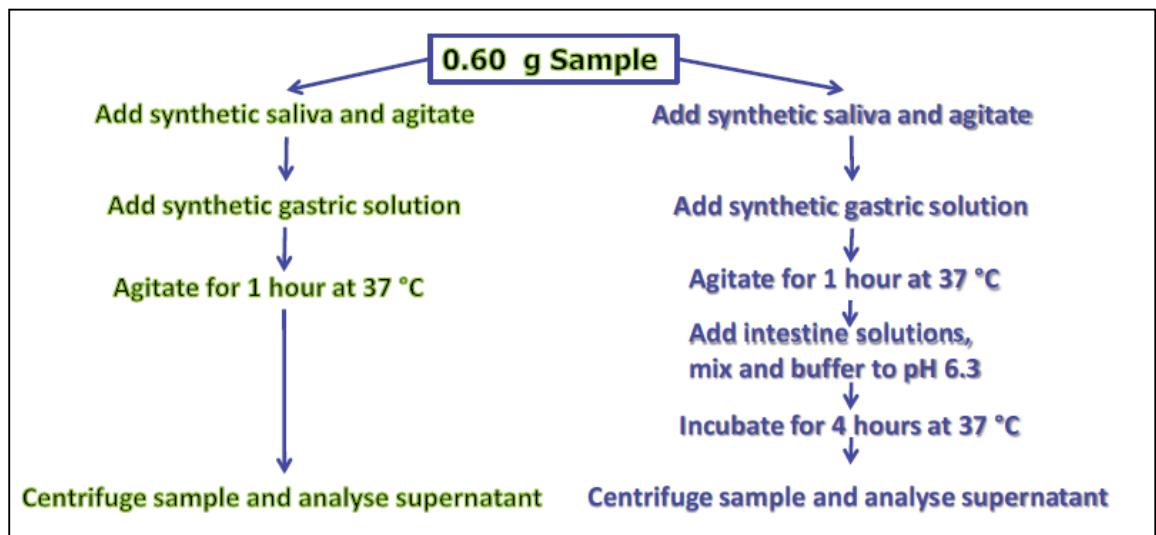 0.60 g Sample
Add synthetic saliva and agitate
Add synthetic gastric solution
Agitate for 1 hour at 37 °C
Centrifuge sample and analyse supernatant
Add synthetic saliva and agitate
Add synthetic gastric solution
Agitate for 1 hour at 37 °C
Add intestine solutions,
mix and buffer to pH 6.3
Incubate for 4 hours at 37 °C
Centrifuge sample and analyse supernatant